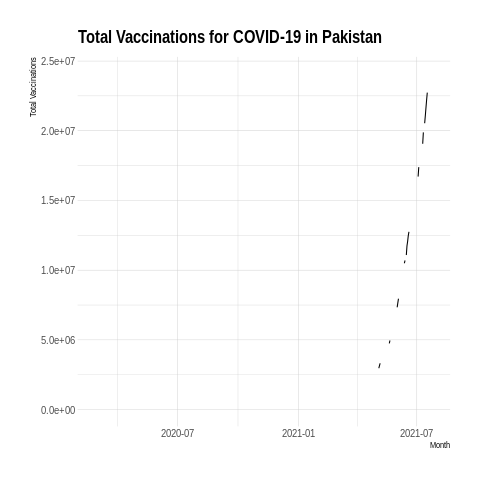 Total Vaccinations for COVID-19 in Pakistan
Total Vaccinations
2.5e+07
2.0e+07
1.5e+07
1.0e+07
5.0e+06
0.0e+00
2020-07 2021-01 2021-07
Month